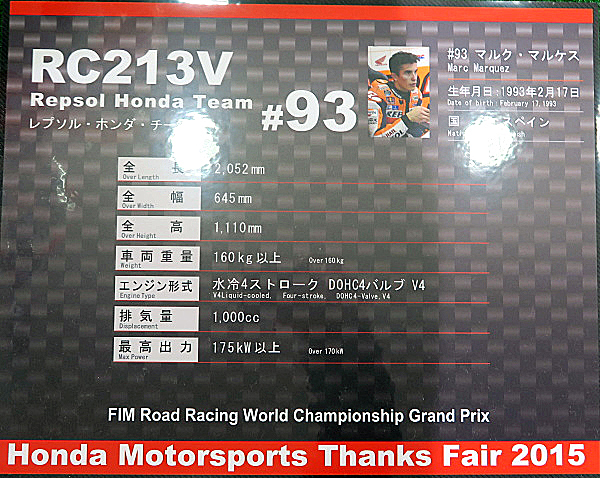 RC213V
Repsol Honda Team
#93
レプソル・ホンダ・チー
#93 マルク・マルケス
Marc Marquez
生年月日:1993年2月17日
Date of birth:February 17,1993
国 スペイン
全 長 2,052mm
Over Length
全 幅 645mm
Over Width
全 高 1,110mm
Over Height
車両重量 160kg以上 Over160kg
Weight
エンジン形式 水冷4ストローク DOHC4バルブ V4
Engine Type V4Liquid-cooled, Four-stroke, DOHC4-Valve,V4
排気量 1,000cc
Displacement
最高出力 175kW以上 Over170kW
Max Power
FIM Road Racing World Championship Grand Prix
Honda Motorsports Thanks Fair 2015